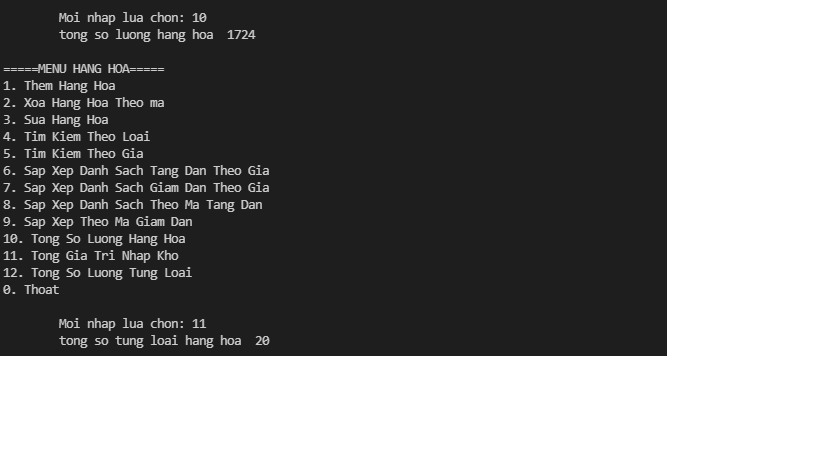 Moi nhap lua chon: 10
tong so luong hang hoa  1724
=====MENU HANG HOA=====
1. Them Hang Hoa
2. Xoa Hang Hoa Theo ma
3. Sua Hang Hoa
4. Tim Kiem Theo Loai
5. Tim Kiem Theo Gia
6. Sap Xep Danh Sach Tang Dan Theo Gia
7. Sap Xep Danh Sach Giam Dan Theo Gia
8. Sap Xep Danh Sach Theo Ma Tang Dan
9. Sap Xep Theo Ma Giam Dan
10. Tong So Luong Hang Hoa
11. Tong Gia Tri Nhap Kho
12. Tong So Luong Tung Loai
0. Thoat
Moi nhap lua chon: 11
tong so tung loai hang hoa  20